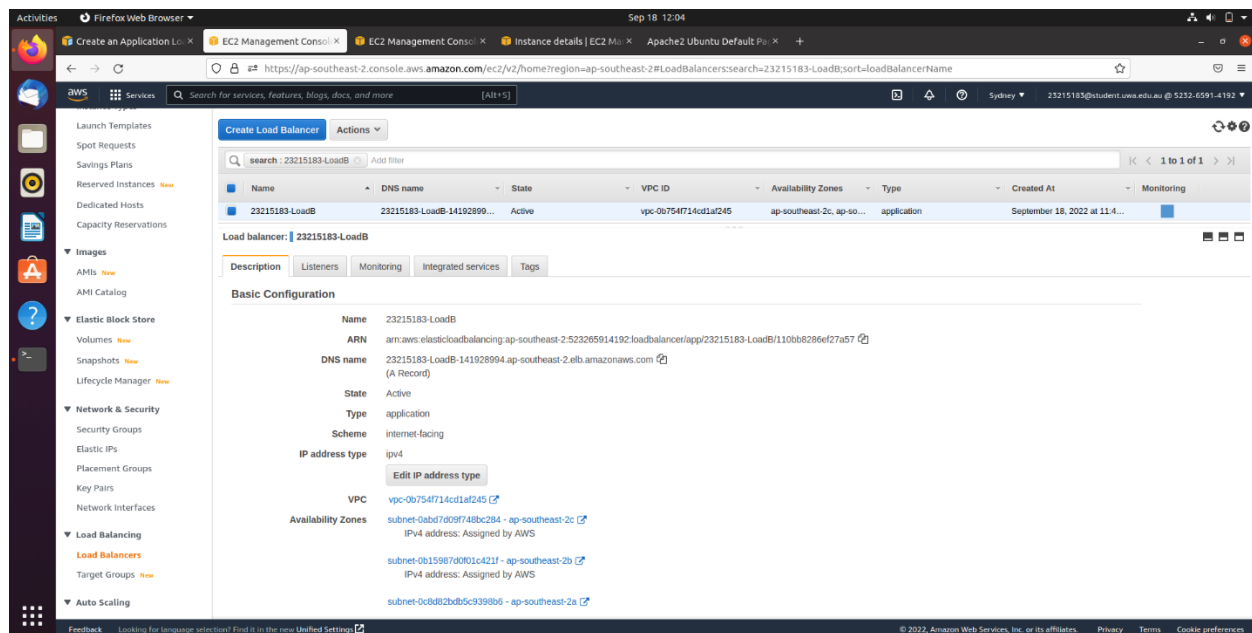 Activities Firefox Web Browser Sep 18 12:04
Create an Application Lo EC2 Management Consol EC2 Management Consol Instance details | EC2 Ma Apache2 Ubuntu Default Pa
https://ap-southeast-2.console.aws.amazon.com/ec2/v2/home?region=ap-southeast-2#LoadBalancers:search=23215183-LoadB;sort=loadBalancerName
aws Services Search for services, features, blogs, docs, and more [Alt+S] Sydney 23215183@student.uwa.edu.au @ 5232-6591-4192
Instance Types
Launch Templates
Spot Requests
Savings Plans
Reserved Instances New
Dedicated Hosts
Capacity Reservations
Images
AMIs New
AMI Catalog
Elastic Block Store
Volumes New
Snapshots New
Lifecycle Manager New
Network & Security
Security Groups
Elastic IPs
Placement Groups
Key Pairs
Network Interfaces
Load Balancing
Load Balancers
Target Groups New
Auto Scaling
Create Load Balancer Actions
search : 23215183-LoadB Add filter 1 to 1 of 1
Name DNS name State VPC ID Availability Zones Type Created At Monitoring
23215183-LoadB 23215183-LoadB-14192899... Active vpc-0b754f714cd1af245 ap-southeast-2c, ap-so... application September 18, 2022 at 11:4...
Load balancer: 23215183-LoadB
Description Listeners Monitoring Integrated services Tags
Basic Configuration
Name 23215183-LoadB
ARN arn:aws:elasticloadbalancing:ap-southeast-2:523265914192:loadbalancer/app/23215183-LoadB/110bb8286ef27a57
DNS name 23215183-LoadB-141928994.ap-southeast-2.elb.amazonaws.com
(A Record)
State Active
Type application
Scheme internet-facing
IP address type ipv4
Edit IP address type
VPC vpc-0b754f714cd1af245
Availability Zones subnet-0abd7d09f748bc284 - ap-southeast-2c
IPv4 address: Assigned by AWS
subnet-0b15987d0f01c421f - ap-southeast-2b
IPv4 address: Assigned by AWS
subnet-0c8d82bdb5c9398b6 - ap-southeast-2a
Feedback Looking for language selection? Find it in the new Unified Settings © 2022, Amazon Web Services, Inc. or its affiliates. Privacy Terms Cookie preferences